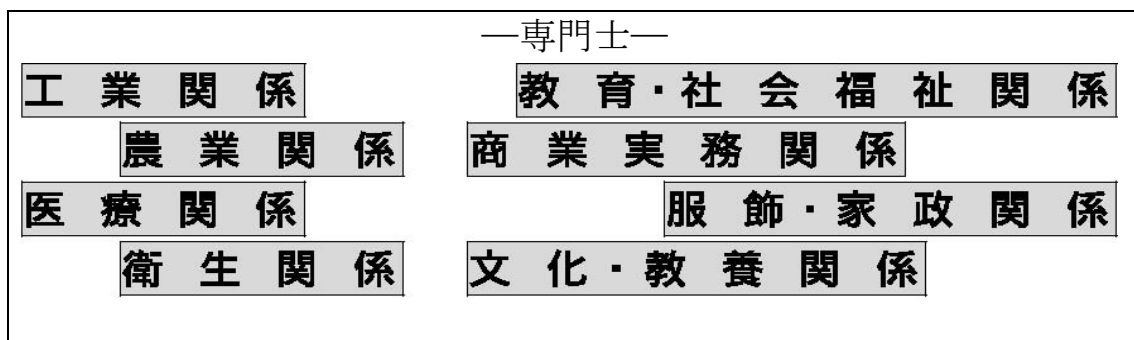 ―専門士―
工業関係 教育・社会福祉関係
農業関係 商業実務関係
医療関係 服飾・家政関係
衛生関係 文化・教養関係